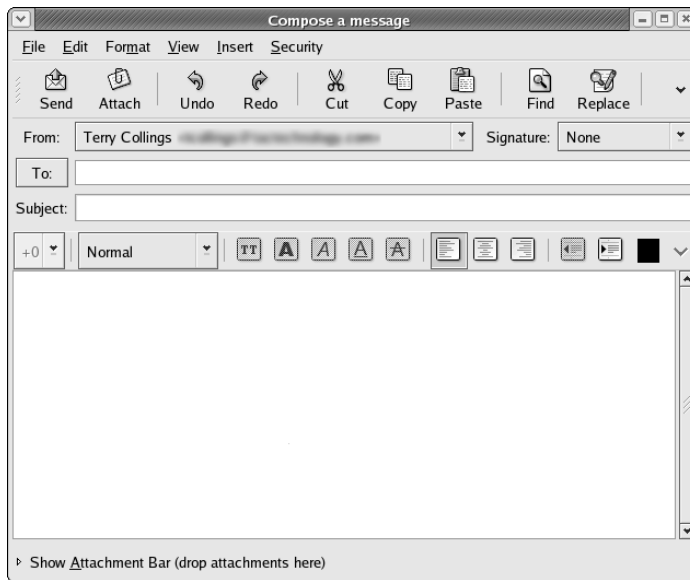 Compose a message
File Edit Format View Insert Security
Send Attach Undo Redo Cut Copy Paste Find Replace
From: Terry Collings Signature: None
To:
Subject:
+0 Normal TT A A A A
Show Attachment Bar (drop attachments here)